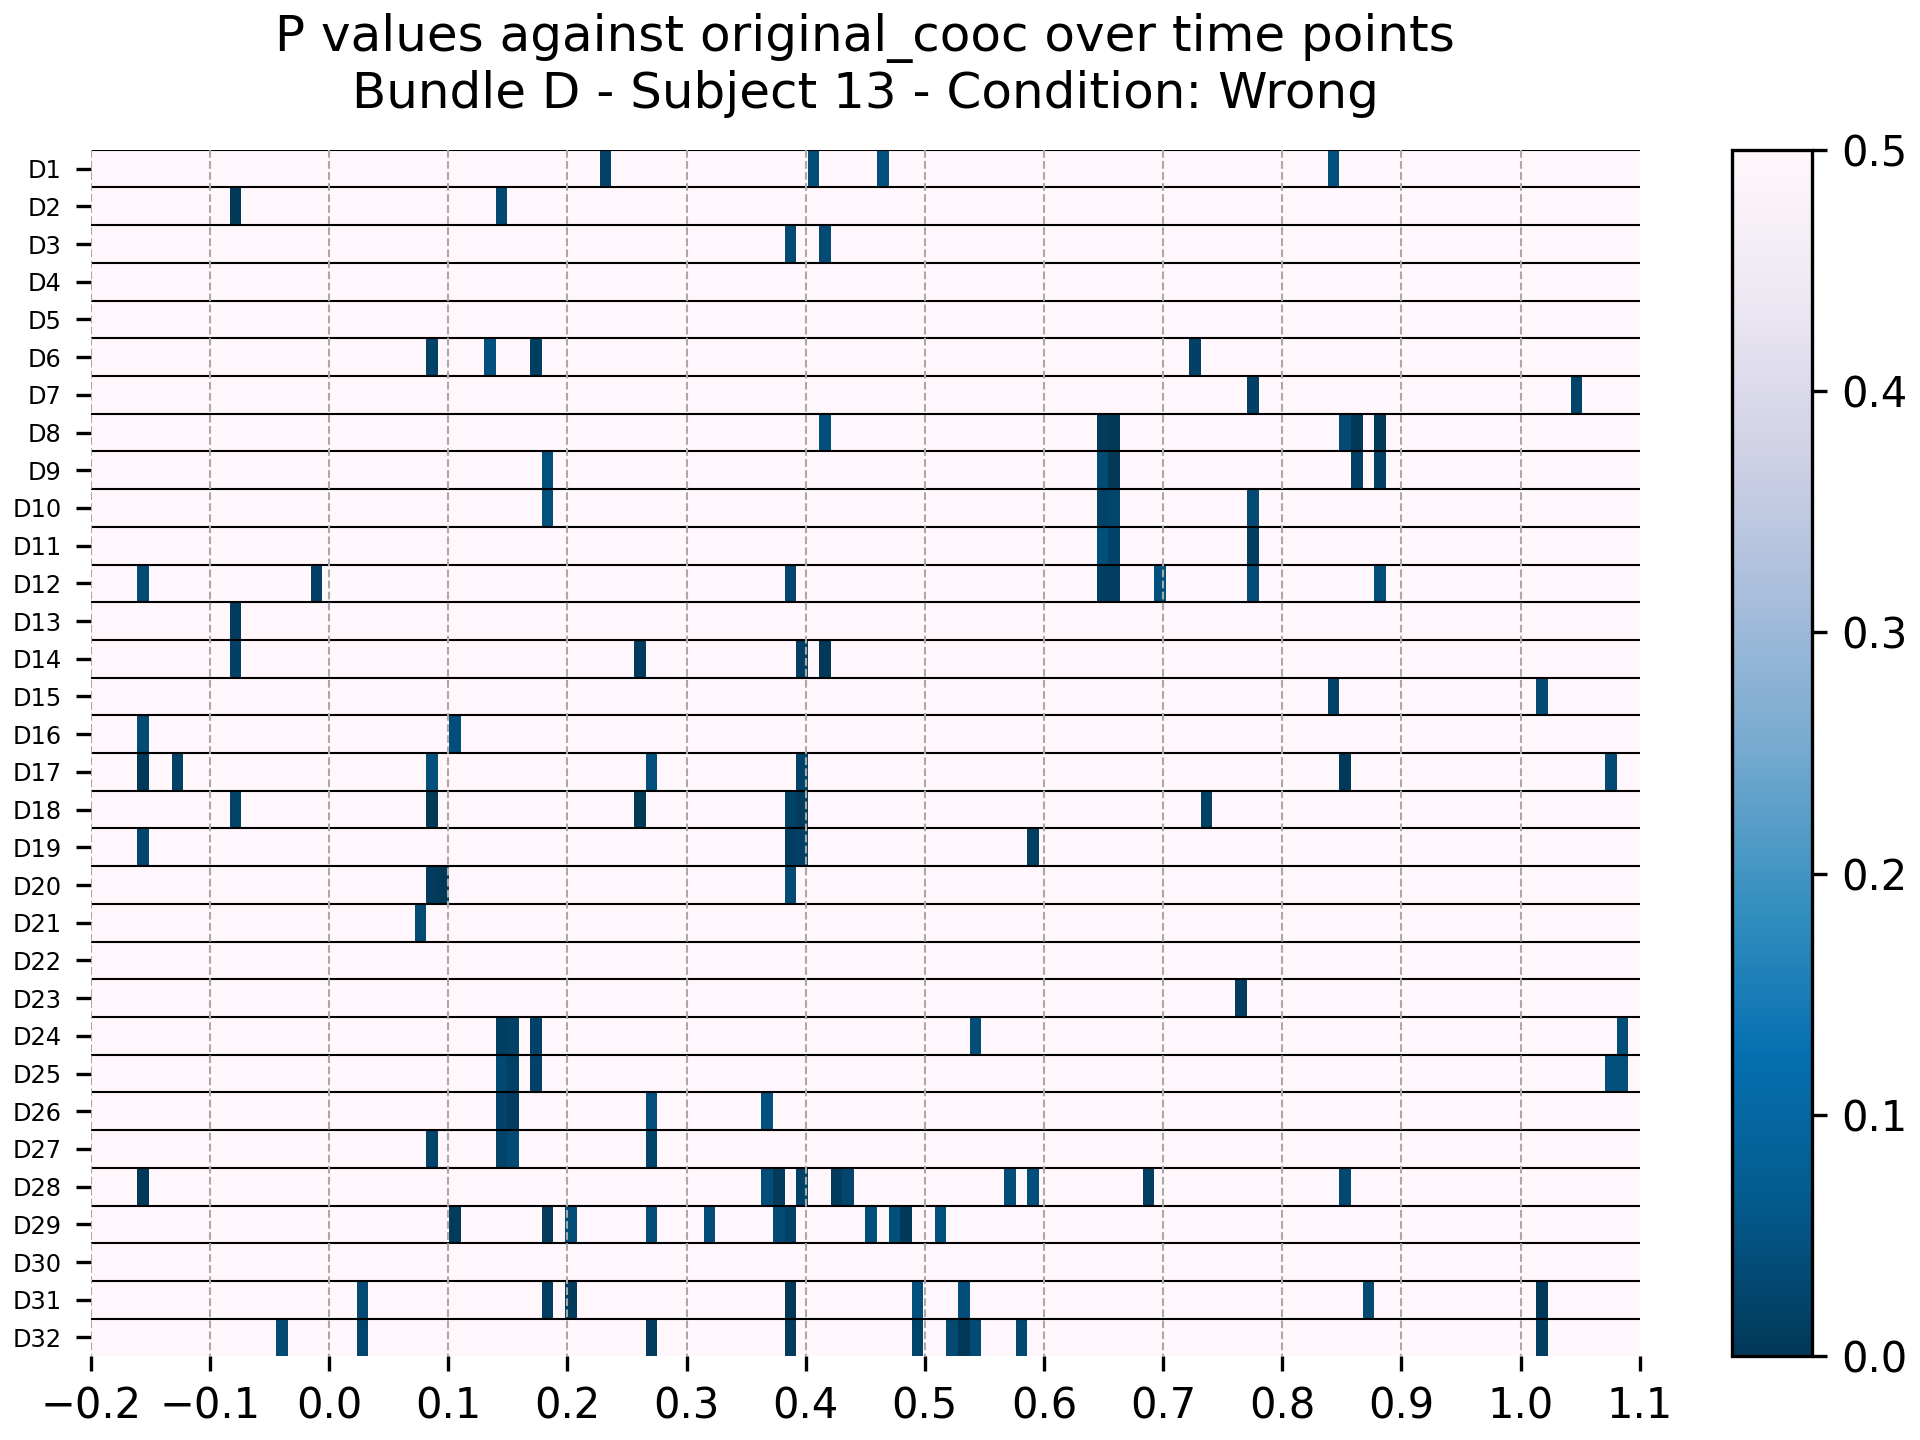 P values against original_cooc over time points
Bundle D - Subject 13 - Condition: Wrong
D1
D2
D3
D4
D5
D6
D7
D8
D9
D10
D11
D12
D13
D14
D15
D16
D17
D18
D19
D20
D21
D22
D23
D24
D25
D26
D27
D28
D29
D30
D31
D32
−0.2 −0.1 0.0 0.1 0.2 0.3 0.4 0.5 0.6 0.7 0.8 0.9 1.0 1.1
0.5
0.4
0.3
0.2
0.1
0.0